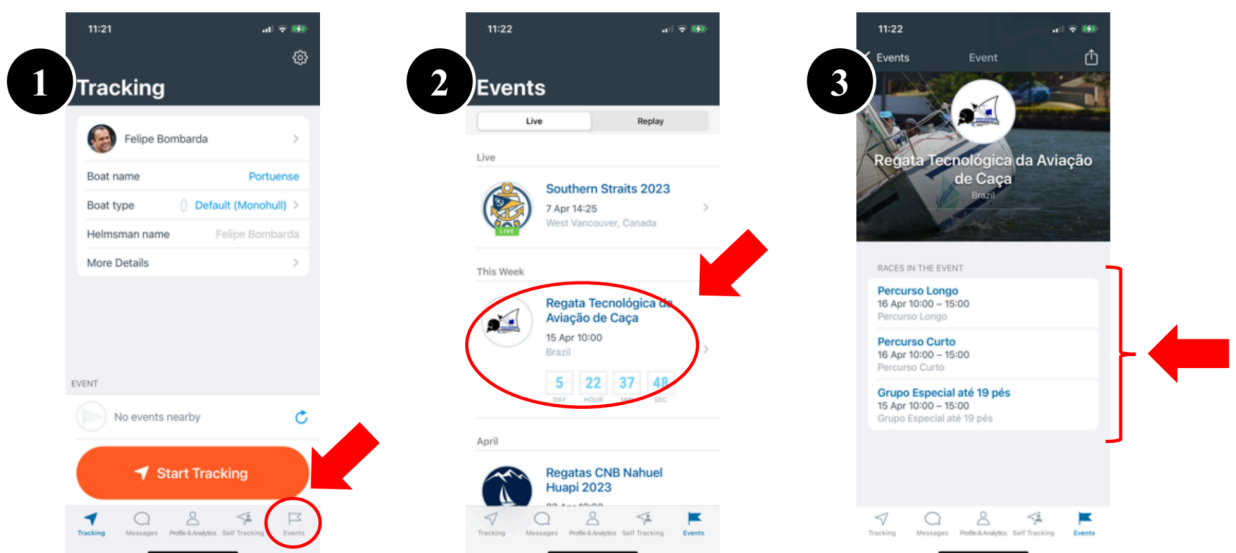 1
11:21
Tracking
Felipe Bombarda
Boat name Portuense
Boat type Default (Monohull)
Helmsman name Felipe Bombarda
More Details
EVENT
No events nearby
Start Tracking
Tracking Messages Profile & Analytics Self Tracking Events
2
11:22
Events
Live Replay
Live
Southern Straits 2023
7 Apr 14:25
West Vancouver, Canada
LIVE
This Week
Regata Tecnológica da
Aviação de Caça
15 Apr 10:00
Brazil
5 22 37 48
DAY HOUR MIN SEC
April
Regatas CNB Nahuel
Huapi 2023
Tracking Messages Profile & Analytics Self Tracking Events
3
11:22
Events Event
Regata Tecnológica da Aviação
de Caça
Brazil
RACES IN THE EVENT
Percurso Longo
16 Apr 10:00 – 15:00
Percurso Longo
Percurso Curto
16 Apr 10:00 – 15:00
Percurso Curto
Grupo Especial até 19 pés
15 Apr 10:00 – 15:00
Grupo Especial até 19 pés
Tracking Messages Profile & Analytics Self Tracking Events